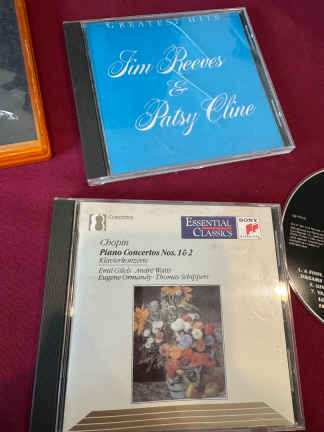 GREATEST HITS
Jim Reeves
&
Patsy Cline
Concertos
ESSENTIAL
CLASSICS
SONY
Chopin
Piano Concertos Nos. 1 & 2
Klavierkonzerte
Emil Gilels · André Watts
Eugene Ormandy · Thomas Schippers